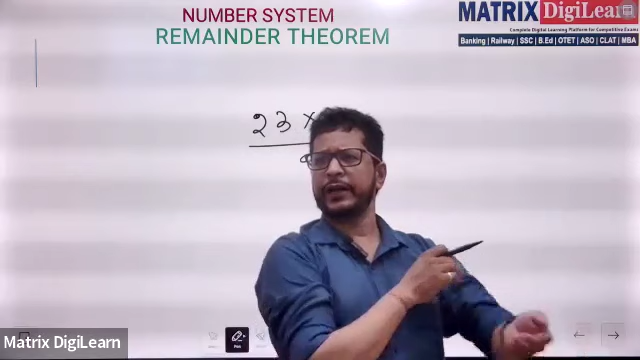 NUMBER SYSTEM
REMAINDER THEOREM
MATRIX DigiLearn
Complete Digital Learning Platform for Competitive Exams
Banking | Railway | SSC | B.Ed | OTET | ASO | CLAT | MBA
23 ×
Matrix DigiLearn